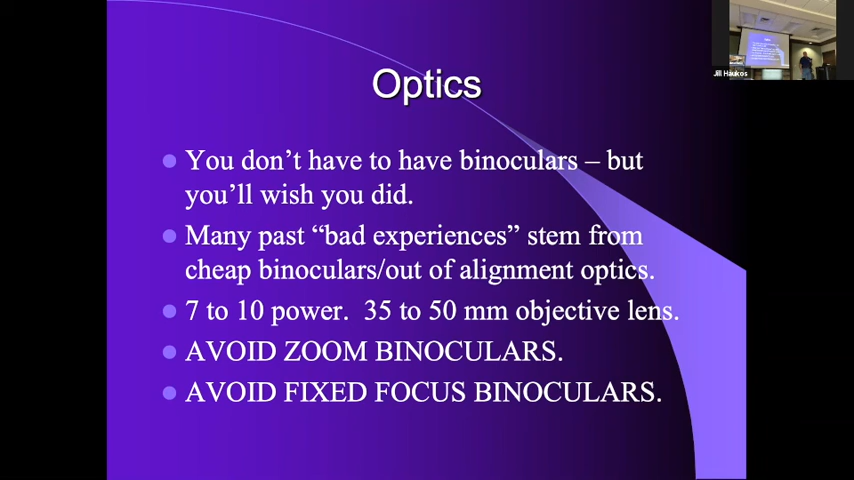 Optics
You don’t have to have binoculars – but
you’ll wish you did.
Many past “bad experiences” stem from
cheap binoculars/out of alignment optics.
7 to 10 power.  35 to 50 mm objective lens.
AVOID ZOOM BINOCULARS.
AVOID FIXED FOCUS BINOCULARS.
Jill Haukos